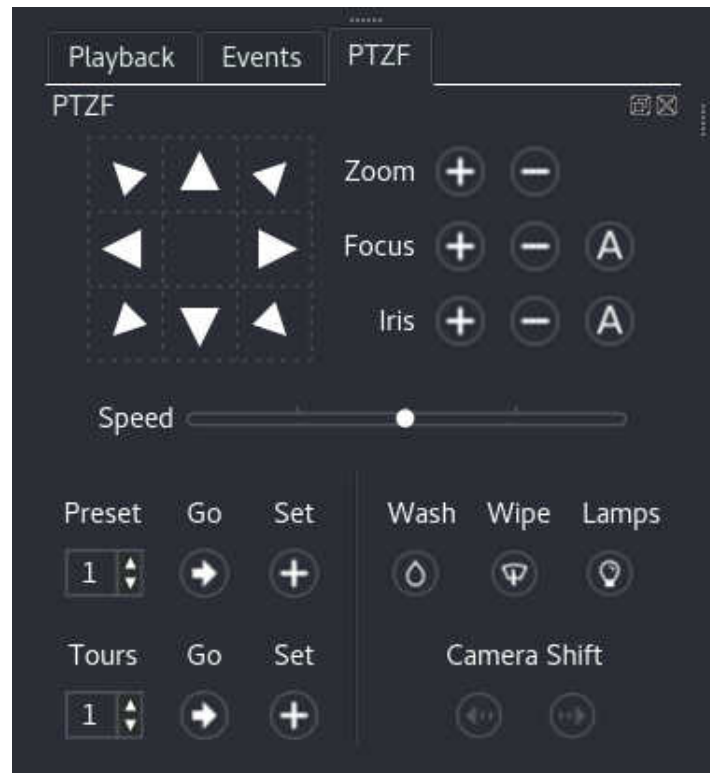 Playback Events PTZF
PTZF
Zoom
Focus A
Iris A
Speed
Preset Go Set Wash Wipe Lamps
1
Tours Go Set Camera Shift
1